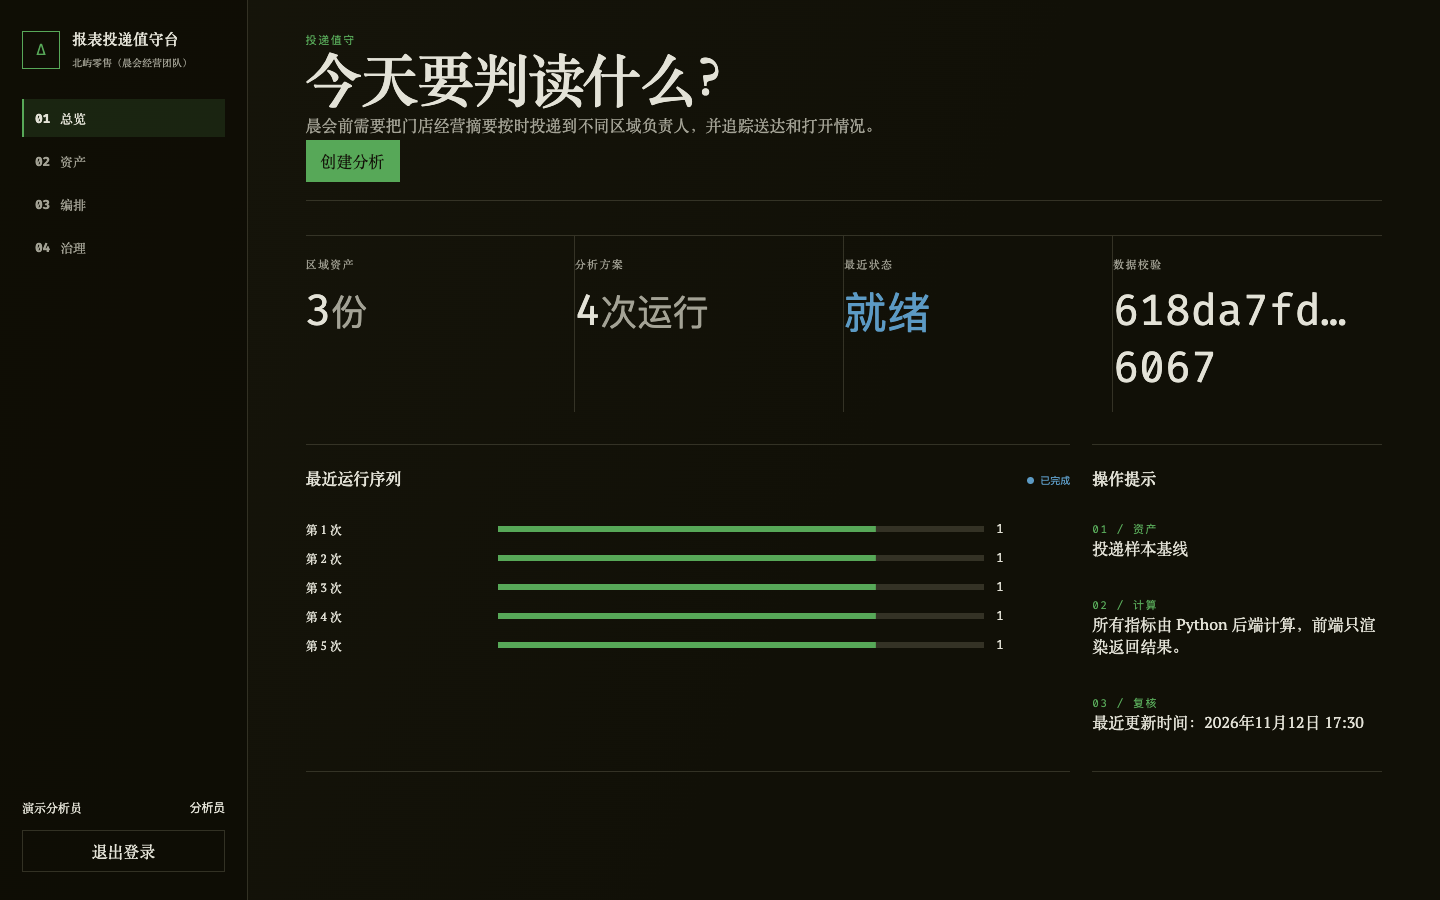 Δ
报表投递值守台
北屿零售（晨会经营团队）
01 总览
02 资产
03 编排
04 治理
演示分析员 分析员
退出登录
投递值守
今天要判读什么？
晨会前需要把门店经营摘要按时投递到不同区域负责人，并追踪送达和打开情况。
创建分析
区域资产
3份
分析方案
4次运行
最近状态
就绪
数据校验
618da7fd…
6067
最近运行序列
已完成
第 1 次 1
第 2 次 1
第 3 次 1
第 4 次 1
第 5 次 1
操作提示
01 / 资产
投递样本基线
02 / 计算
所有指标由 Python 后端计算，前端只渲
染返回结果。
03 / 复核
最近更新时间：2026年11月12日 17:30